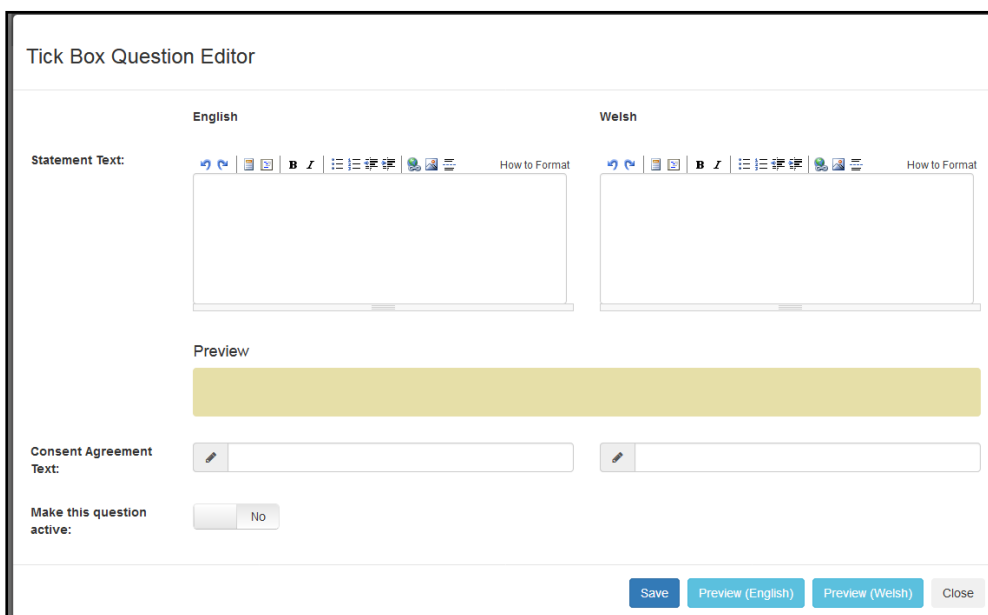 Tick Box Question Editor
English Welsh
Statement Text:
B I How to Format B I How to Format
Preview
Consent Agreement
Text:
Make this question
active:
No
Save Preview (English) Preview (Welsh) Close